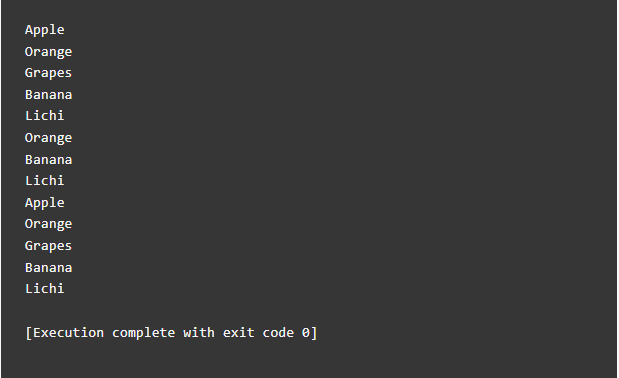 Apple
Orange
Grapes
Banana
Lichi
Orange
Banana
Lichi
Apple
Orange
Grapes
Banana
Lichi
[Execution complete with exit code 0]